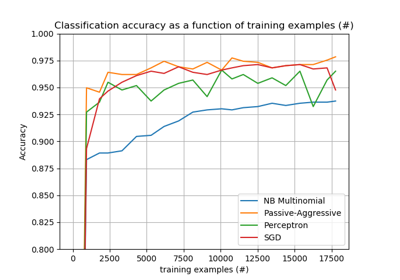 Classification accuracy as a function of training examples (#)
1.000
0.975
0.950
0.925
0.900
0.875
0.850
0.825
0.800
Accuracy
NB Multinomial
Passive-Aggressive
Perceptron
SGD
0 2500 5000 7500 10000 12500 15000 17500
training examples (#)